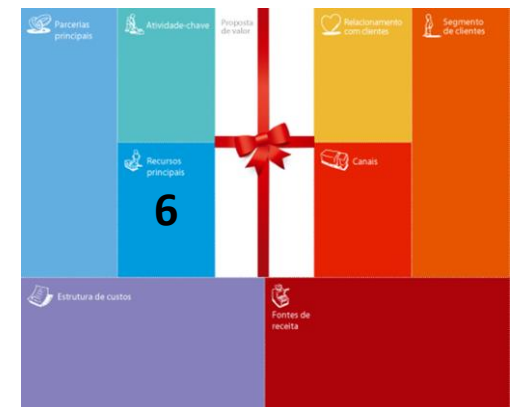 Parcerias
principais
Atividade-chave
Proposta
de valor
Relacionamento
com clientes
Segmento
de clientes
Recursos
principais
6
Canais
Estrutura de custos
Fontes de
receita